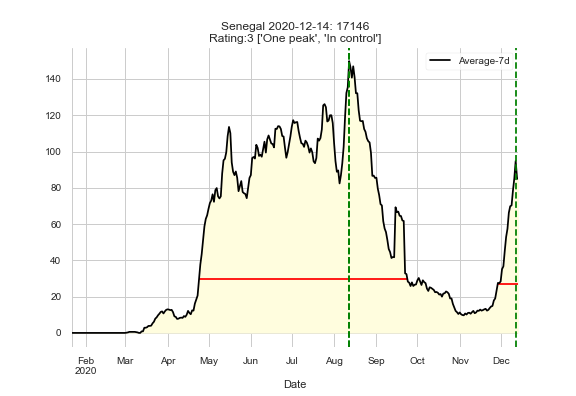 Senegal 2020-12-14: 17146
Rating:3 ['One peak', 'In control']
Average-7d
140
120
100
80
60
40
20
0
Feb Mar Apr May Jun Jul Aug Sep Oct Nov Dec
2020
Date